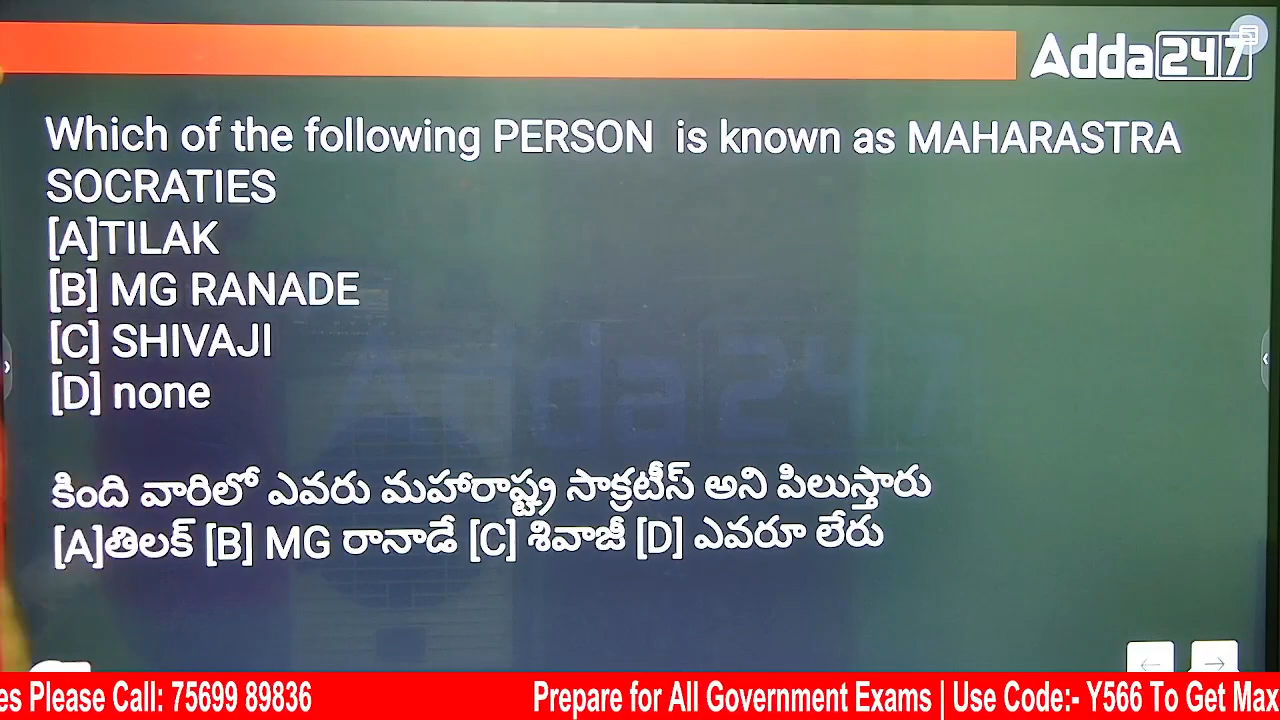 Adda247
Which of the following PERSON is known as MAHARASTRA
SOCRATIES
[A]TILAK
[B] MG RANADE
[C] SHIVAJI
[D] none
కింది వారిలో ఎవరు మహారాష్ట్ర సాక్రటీస్ అని పిలుస్తారు
[A]తిలక్ [B] MG రానాడే [C] శివాజీ [D] ఎవరూ లేరు
es Please Call: 75699 89836 Prepare for All Government Exams | Use Code:- Y566 To Get Max